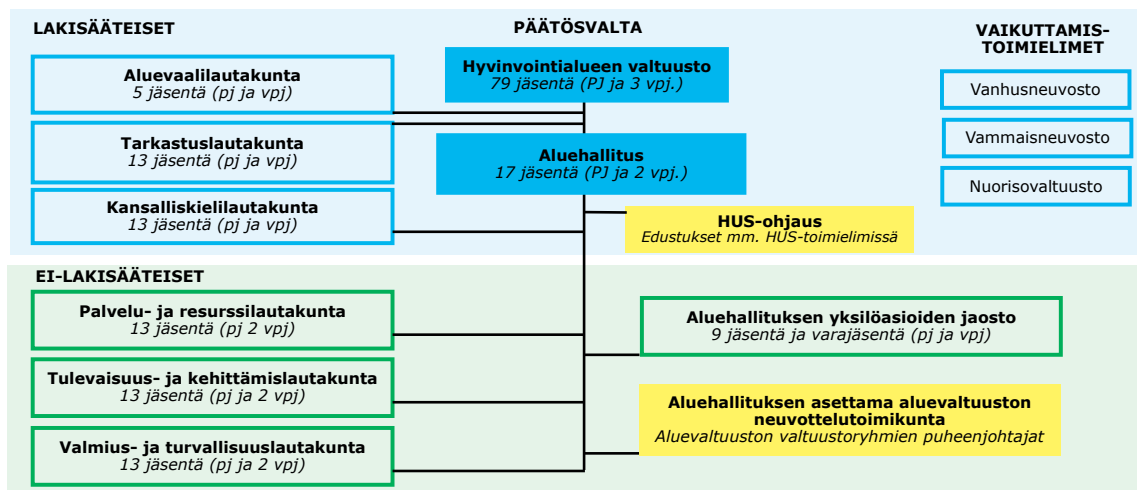 LAKISÄÄTEISET
PÄÄTÖSVALTA
VAIKUTTAMIS-
TOIMIELIMET
Aluevaalilautakunta
5 jäsentä (pj ja vpj)
Tarkastuslautakunta
13 jäsentä (pj ja vpj)
Kansalliskielilautakunta
13 jäsentä (pj ja vpj)
Hyvinvointialueen valtuusto
79 jäsentä (PJ ja 3 vpj.)
Aluehallitus
17 jäsentä (PJ ja 2 vpj.)
HUS-ohjaus
Edustukset mm. HUS-toimielimissä
Vanhusneuvosto
Vammaisneuvosto
Nuorisovaltuusto
EI-LAKISÄÄTEISET
Palvelu- ja resurssilautakunta
13 jäsentä (pj 2 vpj)
Tulevaisuus- ja kehittämislautakunta
13 jäsentä (pj ja 2 vpj)
Valmius- ja turvallisuuslautakunta
13 jäsentä (pj ja 2 vpj)
Aluehallituksen yksilöasioiden jaosto
9 jäsentä ja varajäsentä (pj ja vpj)
Aluehallituksen asettama aluevaltuuston
neuvottelutoimikunta
Aluevaltuuston valtuustoryhmien puheenjohtajat